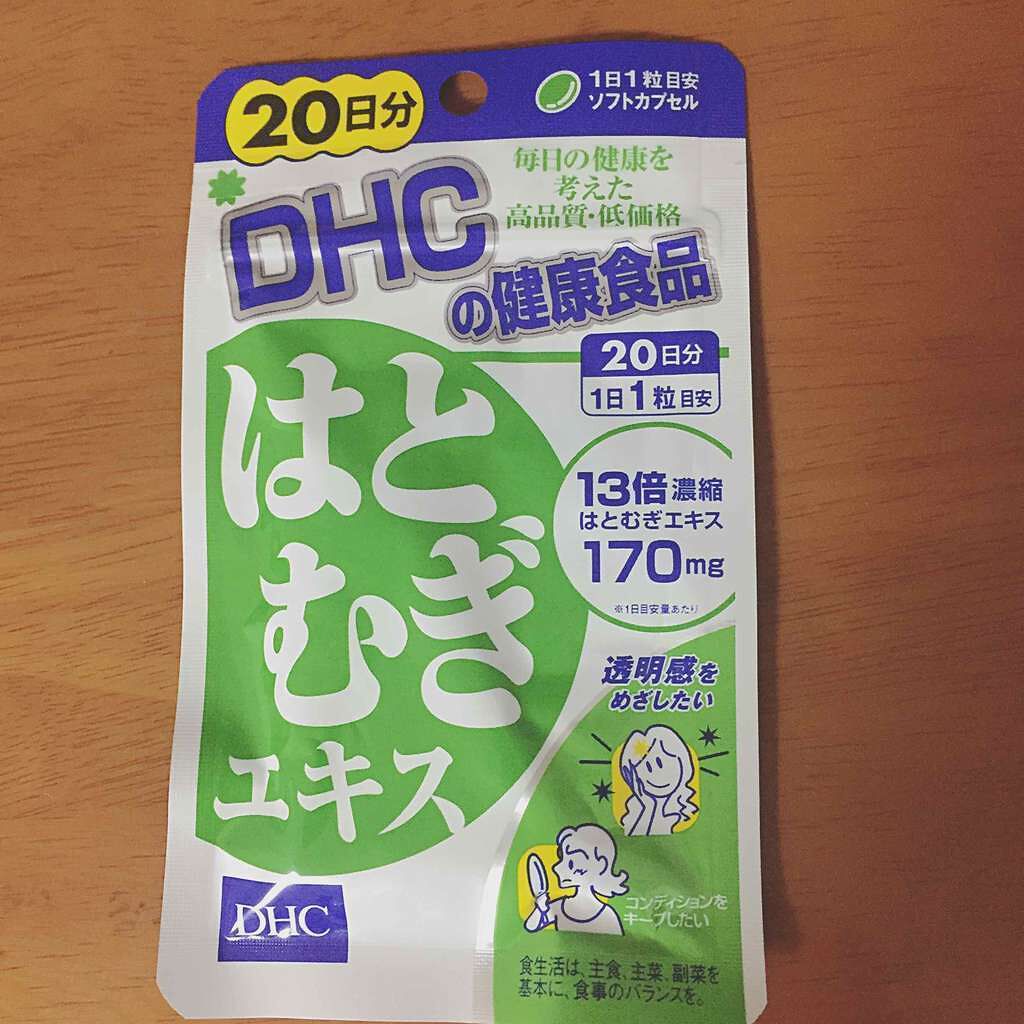 20日分
1日1粒目安
ソフトカプセル
毎日の健康を
考えた
高品質・低価格
DHC
の健康食品
20日分
1日1粒目安
はと
むぎ
エキス
13倍濃縮
はとむぎエキス
170mg
※1日目安量あたり
透明感を
めざしたい
コンディションを
キープしたい
DHC
食生活は、主食、主菜、副菜を
基本に、食事のバランスを。